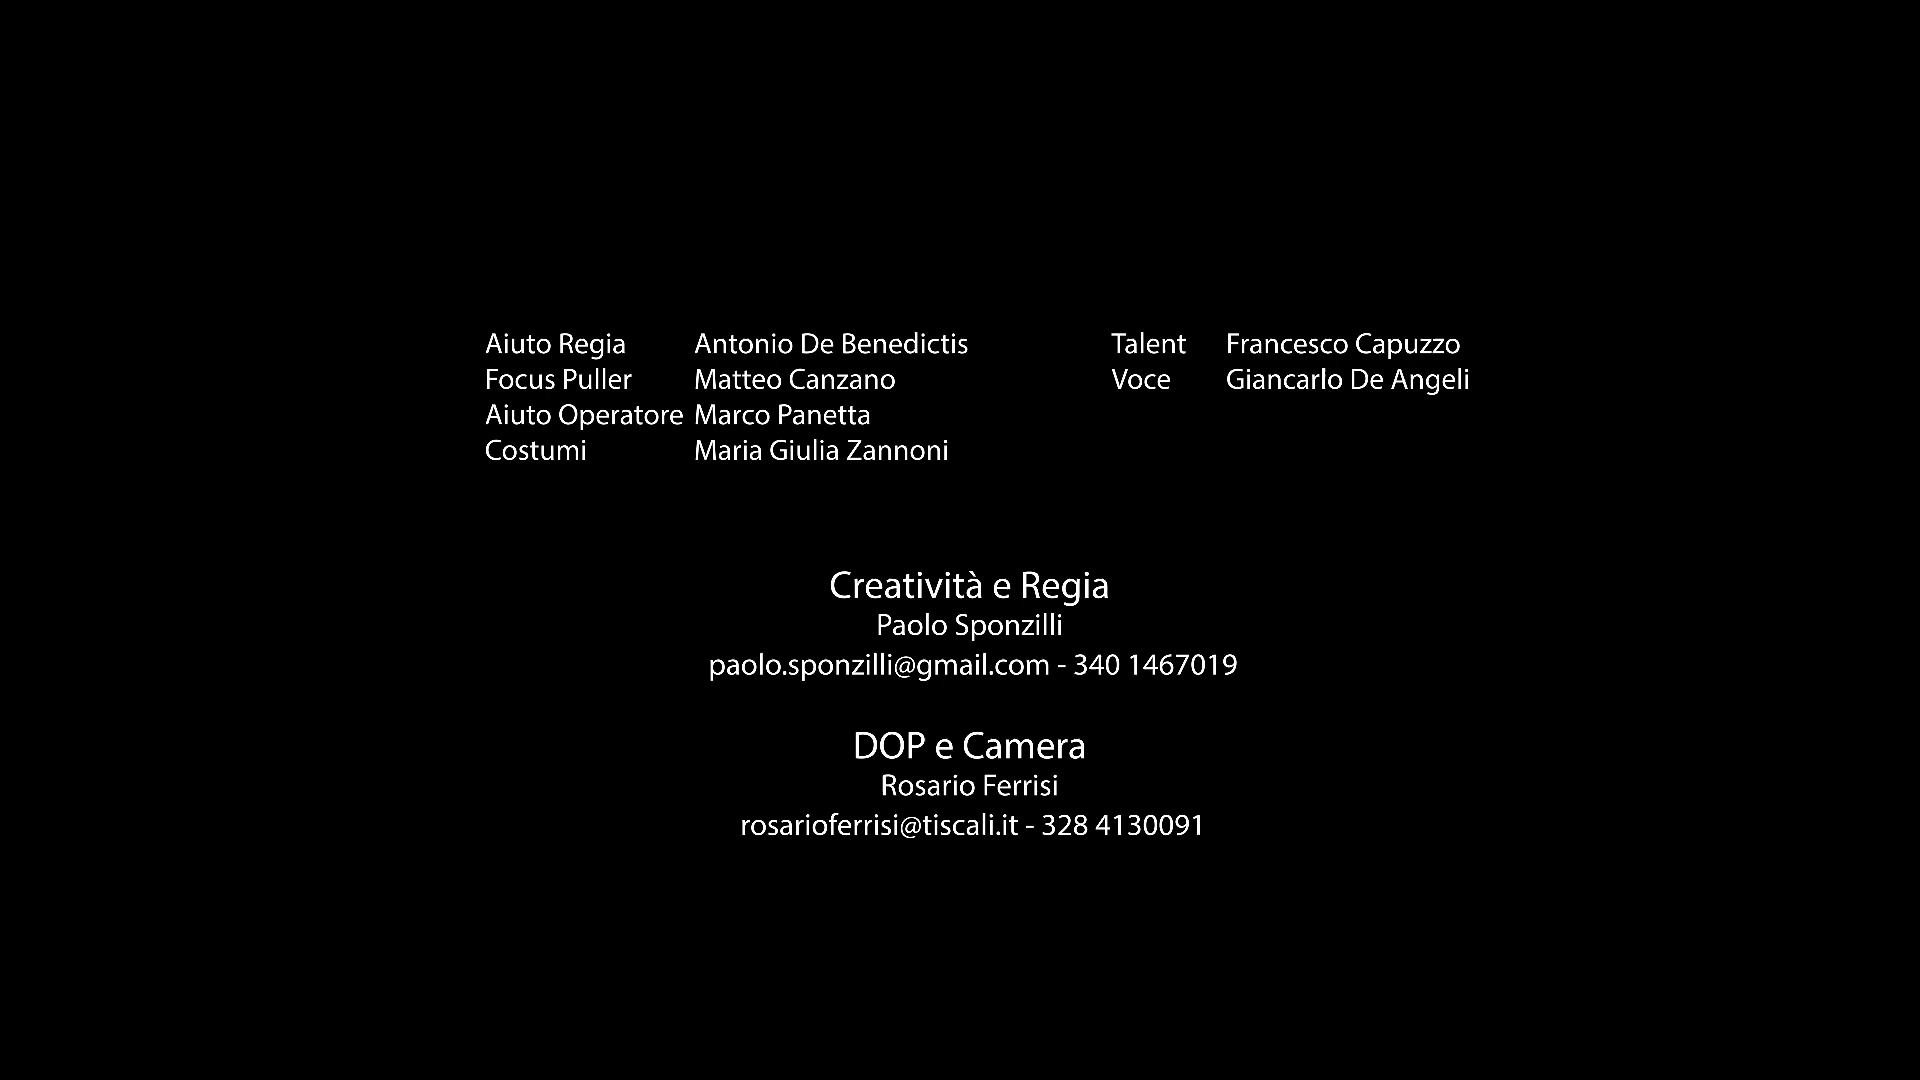 Aiuto Regia Antonio De Benedictis
Focus Puller Matteo Canzano
Aiuto Operatore Marco Panetta
Costumi Maria Giulia Zannoni
Talent Francesco Capuzzo
Voce Giancarlo De Angeli
Creatività e Regia
Paolo Sponzilli
paolo.sponzilli@gmail.com - 340 1467019
DOP e Camera
Rosario Ferrisi
rosarioferrisi@tiscali.it - 328 4130091